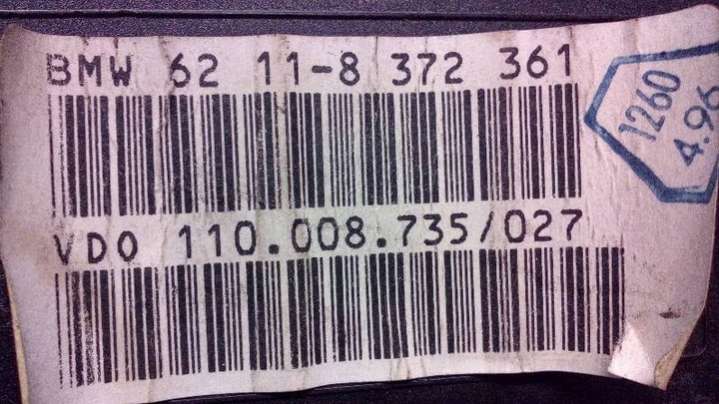 BMW 62 11-8 372 361
1260
4.96
VDO 110.008.735/027